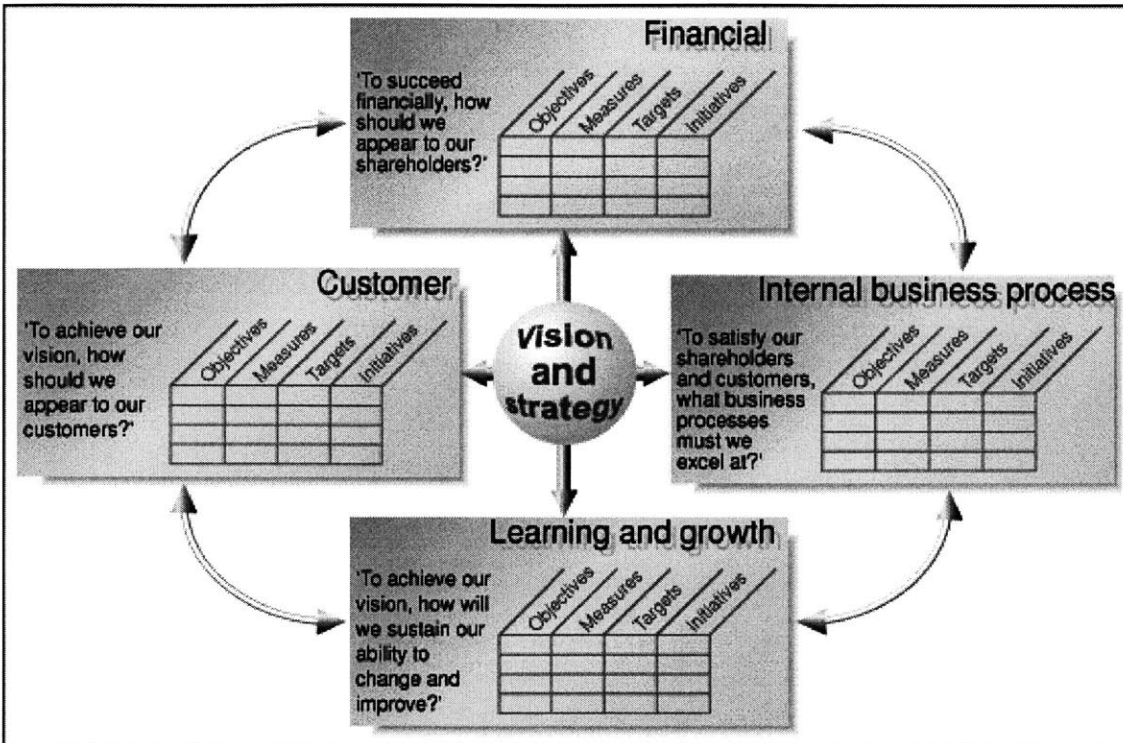 Financial
'To succeed
financially, how
should we
appear to our
shareholders?'
Objectives
Measures
Targets
Initiatives
Customer
'To achieve our
vision, how
should we
appear to our
customers?'
Objectives
Measures
Targets
Initiatives
Vision
and
strategy
Internal business process
'To satisfy our
shareholders
and customers,
what business
processes
must we
excel at?'
Objectives
Measures
Targets
Initiatives
Learning and growth
'To achieve our
vision, how will
we sustain our
ability to
change and
improve?'
Objectives
Measures
Targets
Initiatives